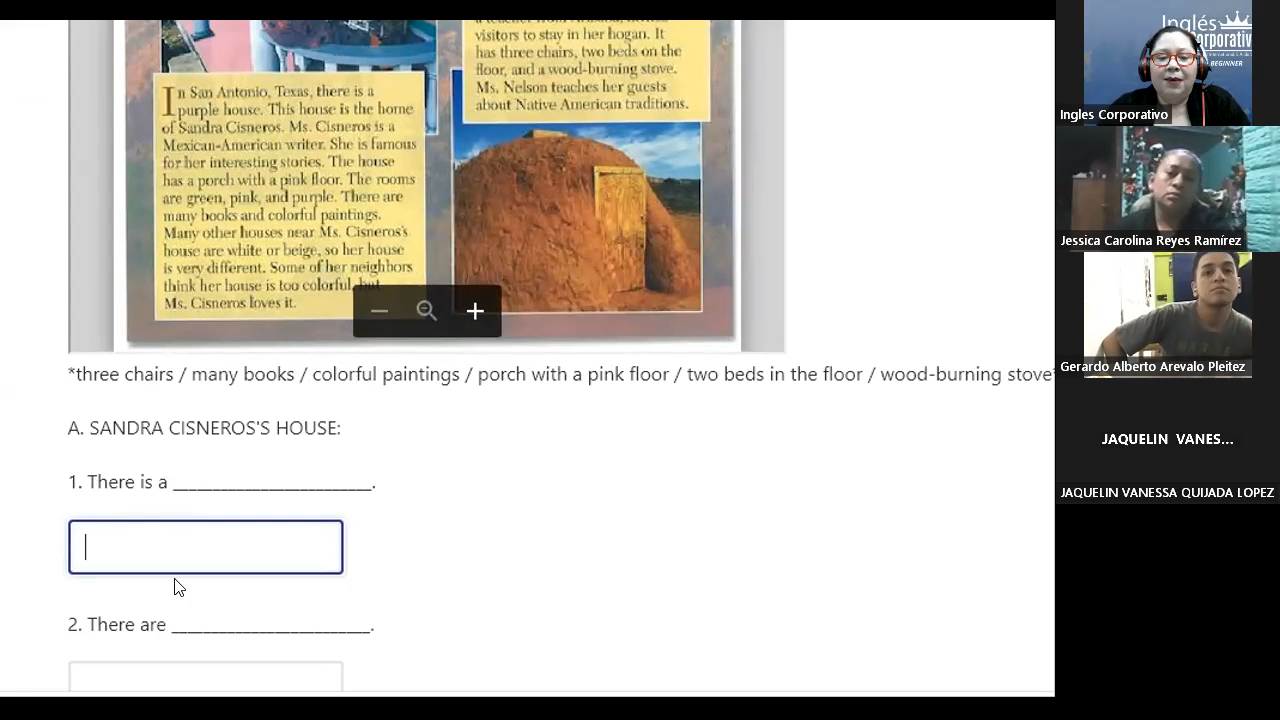 visitors to stay in her hogan. It
has three chairs, two beds on the
floor, and a wood-burning stove.
Ms. Nelson teaches her guests
about Native American traditions.
In San Antonio, Texas, there is a
purple house. This house is the home
of Sandra Cisneros. Ms. Cisneros is a
Mexican-American writer. She is famous
for her interesting stories. The house
has a porch with a pink floor. The rooms
are green, pink, and purple. There are
many books and colorful paintings.
Many other houses near Ms. Cisneros's
house are white or beige, so her house
is very different. Some of her neighbors
think her house is too colorful, but
Ms. Cisneros loves it.
*three chairs / many books / colorful paintings / porch with a pink floor / two beds in the floor / wood-burning stove*
A. SANDRA CISNEROS'S HOUSE:
1. There is a ____________________.
2. There are ____________________.
Inglés
Corporativo
BEGINNER
Ingles Corporativo
Jessica Carolina Reyes Ramírez
Gerardo Alberto Arevalo Pleitez
JAQUELIN VANES...
JAQUELIN VANESSA QUIJADA LOPEZ